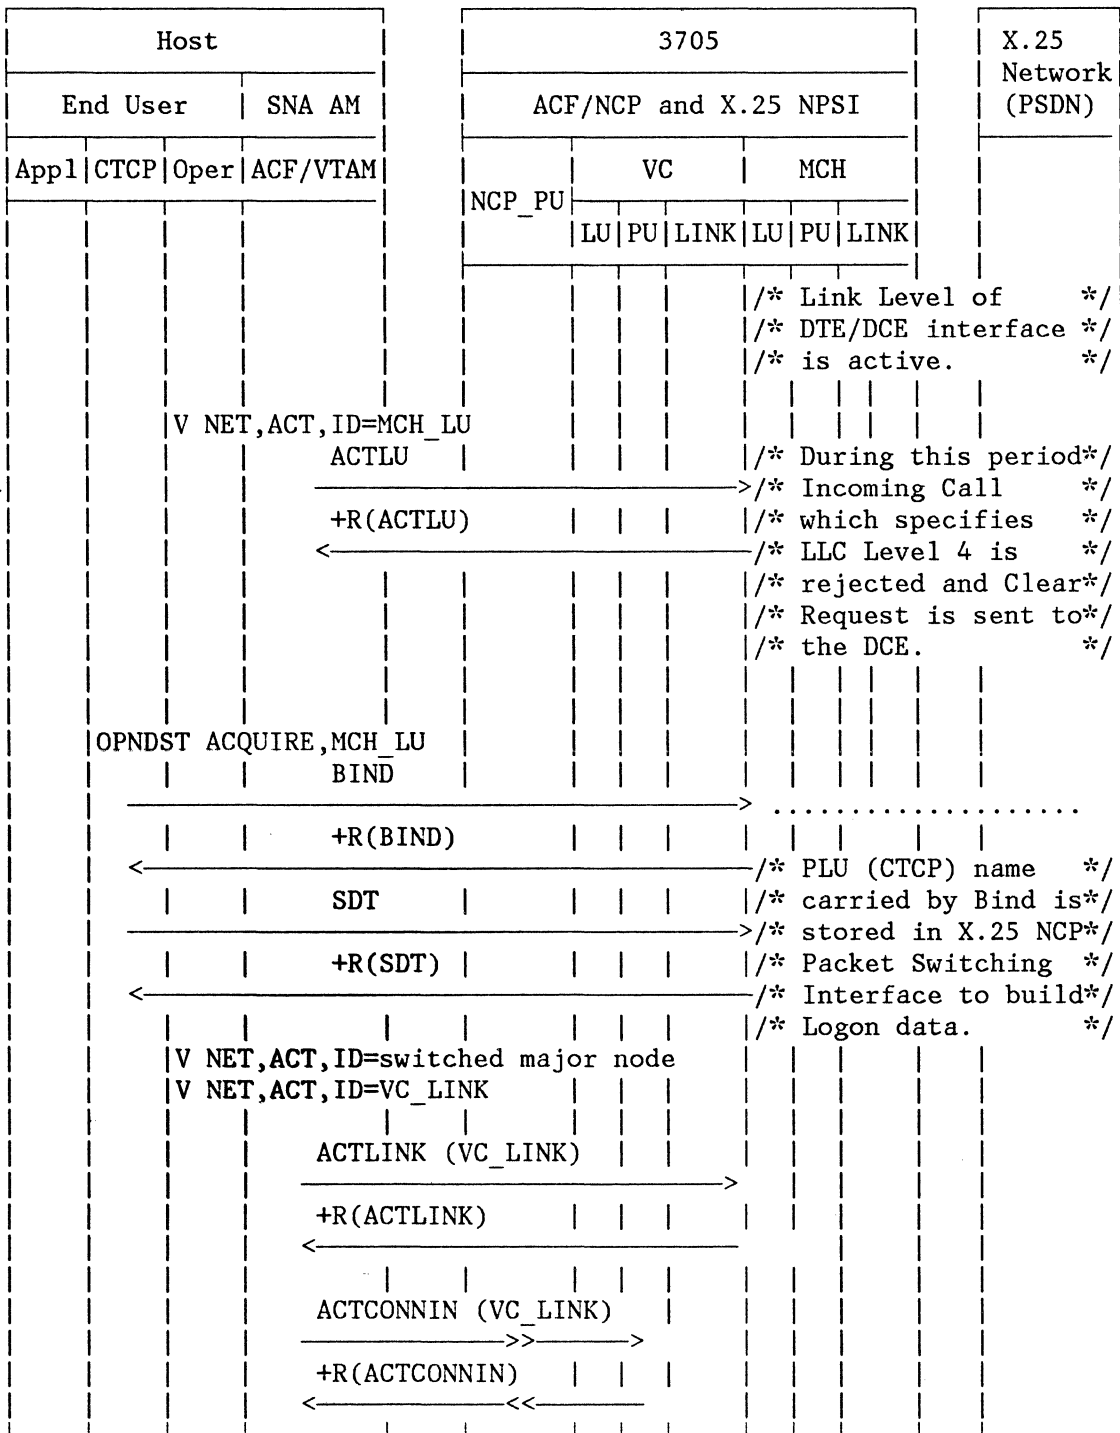 Host 3705 X.25
Network
End User SNA AM ACF/NCP and X.25 NPSI (PSDN)
Appl CTCP Oper ACF/VTAM VC MCH
NCP_PU
LU PU LINK LU PU LINK
/* Link Level of */
/* DTE/DCE interface */
/* is active. */
V NET,ACT,ID=MCH_LU
ACTLU /* During this period*/
/* Incoming Call */
+R(ACTLU) /* which specifies */
/* LLC Level 4 is */
/* rejected and Clear*/
/* Request is sent to*/
/* the DCE. */
OPNDST ACQUIRE,MCH_LU
BIND
....................
+R(BIND)
/* PLU (CTCP) name */
SDT /* carried by Bind is*/
/* stored in X.25 NCP*/
+R(SDT) /* Packet Switching */
/* Interface to build*/
/* Logon data. */
V NET,ACT,ID=switched major node
V NET,ACT,ID=VC_LINK
ACTLINK (VC_LINK)
+R(ACTLINK)
ACTCONNIN (VC_LINK)
+R(ACTCONNIN)